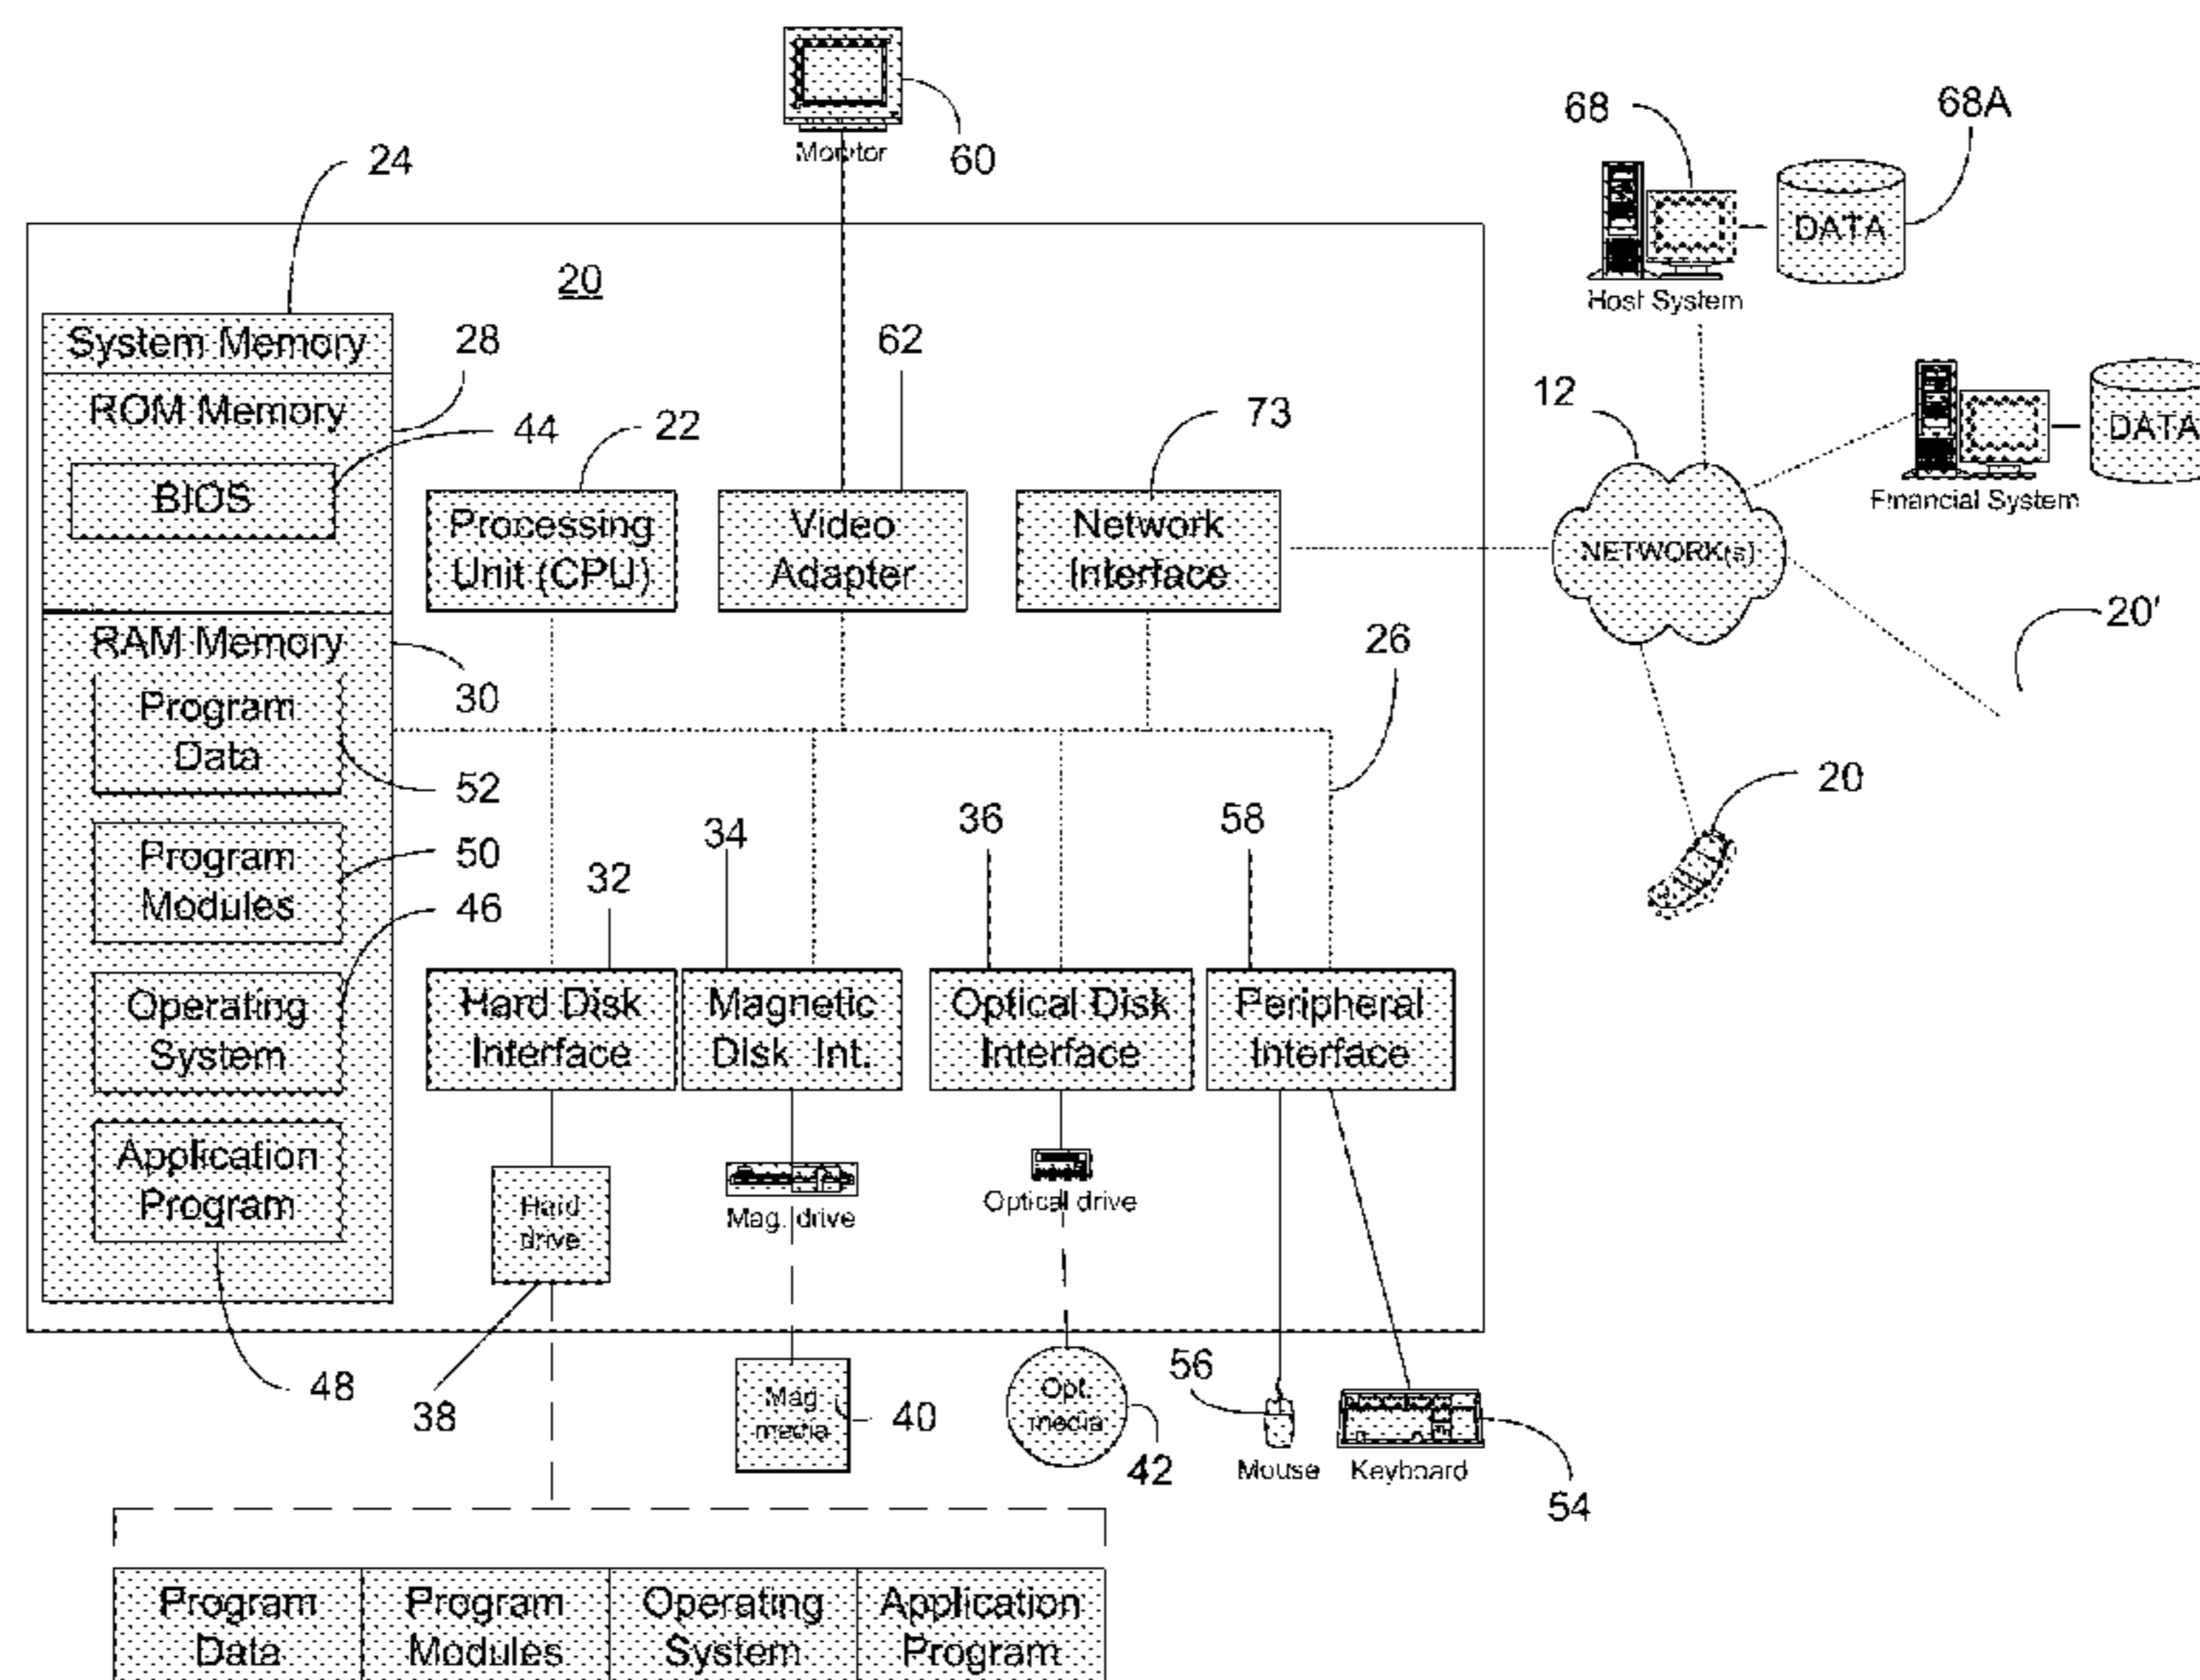 Monitor
60
68
68A
DATA
Host System
24
20
System Memory
28
62
ROM Memory
44
22
73
12
DATA
BIOS
Financial System
Processing
Unit (CPU)
Video
Adapter
Network
Interface
NETWORK(s)
20'
RAM Memory
26
30
Program
Data
52
20
34
36
58
Program
Modules
50
32
46
Operating
System
Hard Disk
Interface
Magnetic
Disk Int.
Optical Disk
Interface
Peripheral
Interface
Application
Program
Hard
drive
Mag. drive
Optical drive
48
38
Mag
media
40
Opt.
media
42
56
Mouse
Keyboard
54
Program
Data
Program
Modules
Operating
System
Application
Program